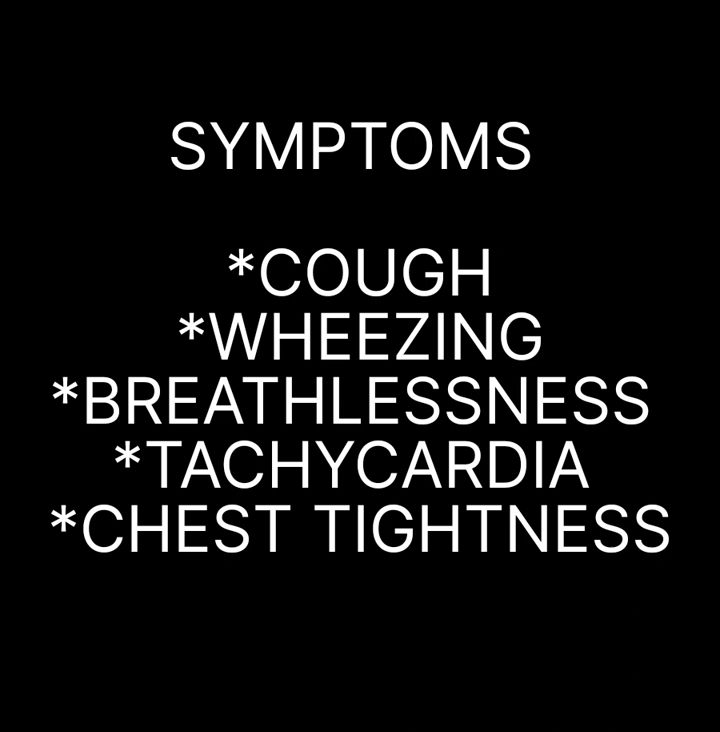 SYMPTOMS
*COUGH
*WHEEZING
*BREATHLESSNESS
*TACHYCARDIA
*CHEST TIGHTNESS